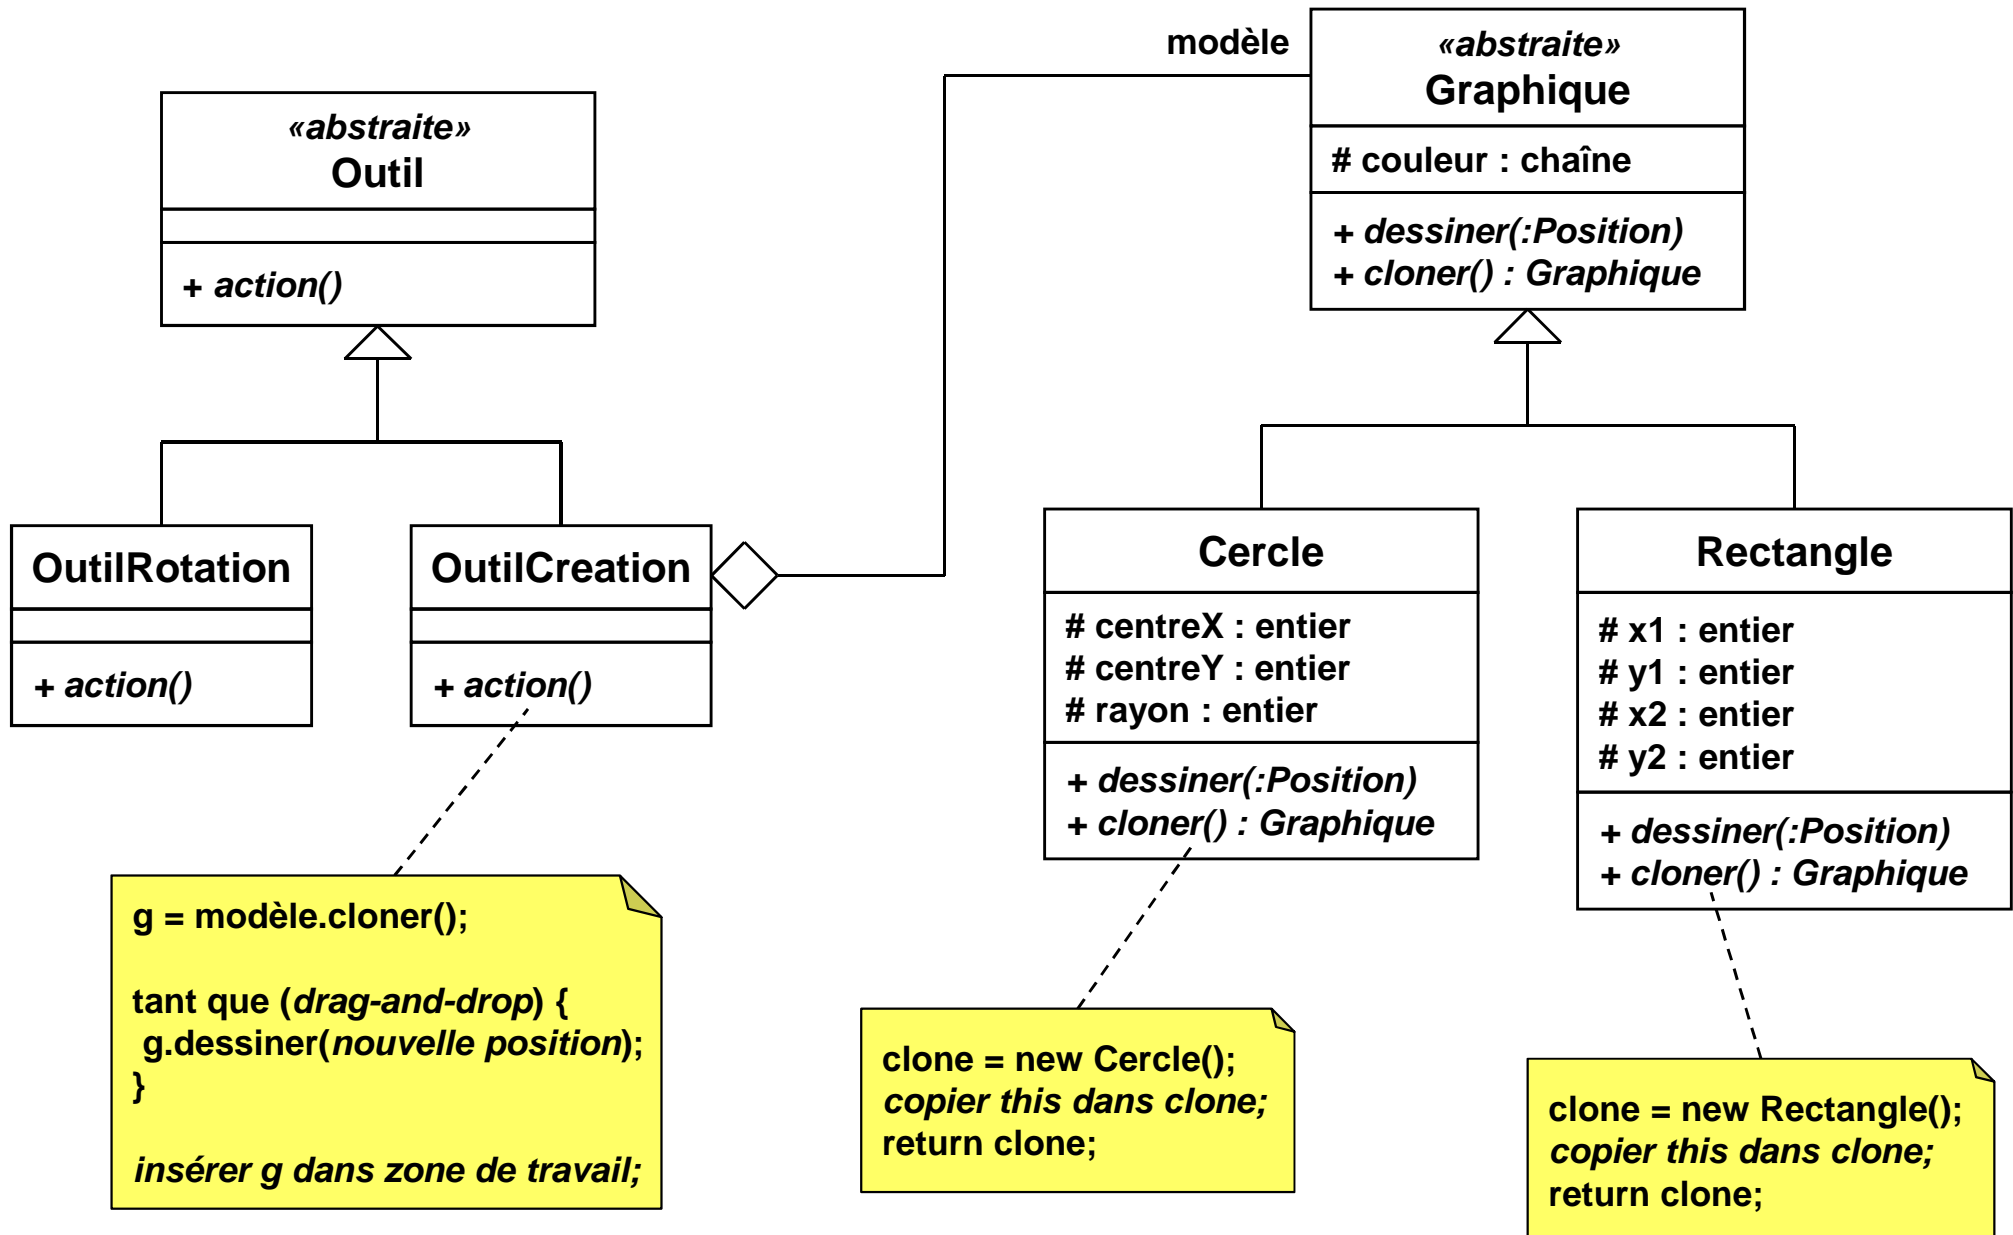 modèle
«abstraite»
Graphique
# couleur : chaîne
+ dessiner(:Position)
+ cloner() : Graphique
«abstraite»
Outil
+ action()
OutilRotation
+ action()
OutilCreation
+ action()
Cercle
# centreX : entier
# centreY : entier
# rayon : entier
+ dessiner(:Position)
+ cloner() : Graphique
Rectangle
# x1 : entier
# y1 : entier
# x2 : entier
# y2 : entier
+ dessiner(:Position)
+ cloner() : Graphique
g = modèle.cloner();
tant que (drag-and-drop) {
g.dessiner(nouvelle position);
}
insérer g dans zone de travail;
clone = new Cercle();
copier this dans clone;
return clone;
clone = new Rectangle();
copier this dans clone;
return clone;